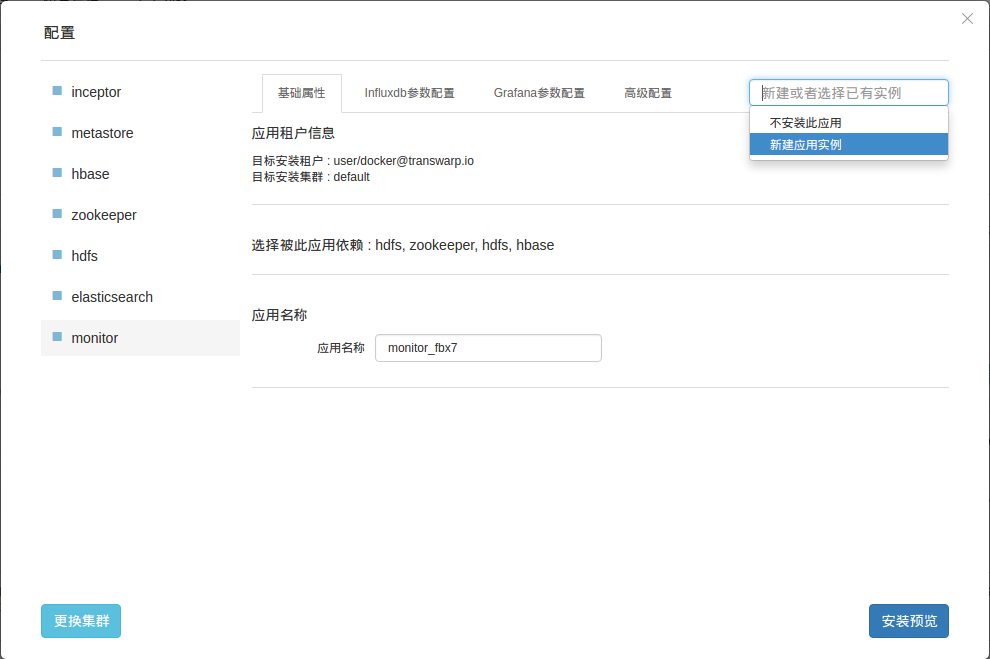 配置
inceptor
metastore
hbase
zookeeper
hdfs
elasticsearch
monitor
基础属性 Influxdb参数配置 Grafana参数配置 高级配置
新建或者选择已有实例
不安装此应用
新建应用实例
应用租户信息
目标安装租户 : user/docker@transwarp.io
目标安装集群 : default
选择被此应用依赖 : hdfs, zookeeper, hdfs, hbase
应用名称
应用名称 monitor_fbx7
更换集群
安装预览